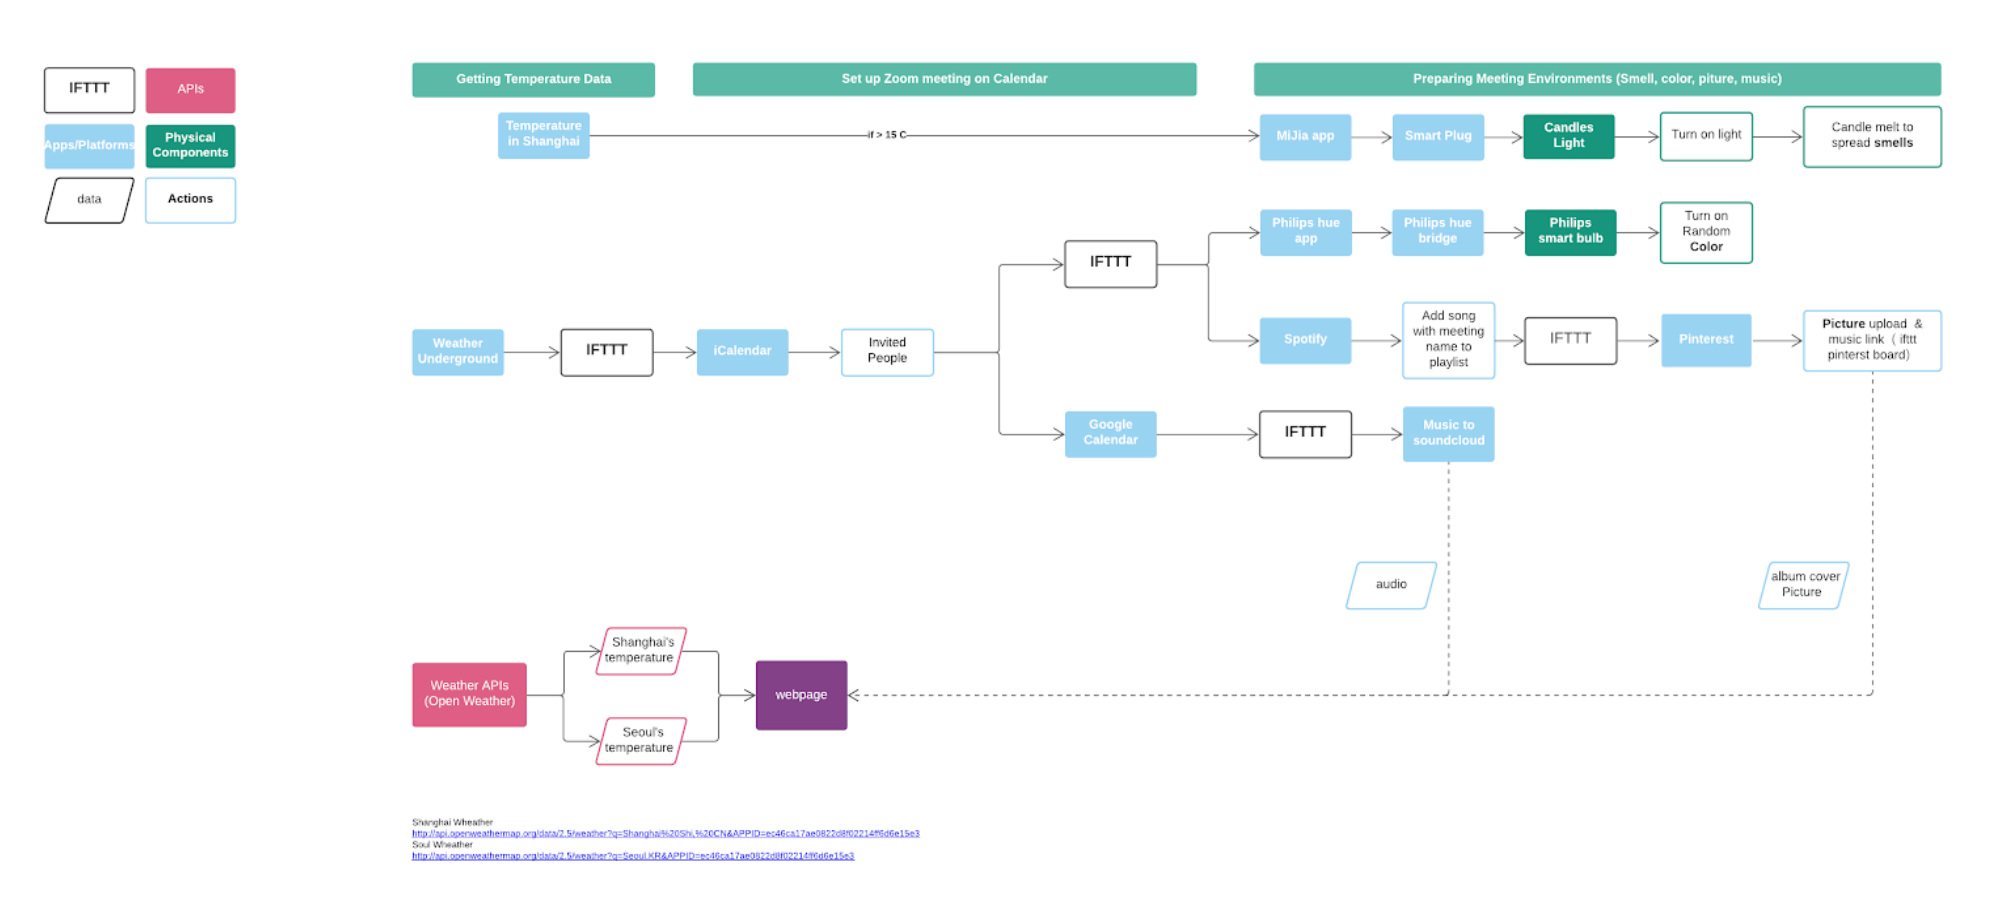 IFTTT
APIs
Apps/Platforms
Physical
Components
data
Actions
Getting Temperature Data
Set up Zoom meeting on Calendar
Preparing Meeting Environments (Smell, color, piture, music)
Temperature
in Shanghai
if > 15 C
MiJia app
Smart Plug
Candles
Light
Turn on light
Candle melt to
spread smells
Philips hue
app
Philips hue
bridge
Philips
smart bulb
Turn on
Random
Color
IFTTT
Weather
Underground
IFTTT
iCalendar
Invited
People
Spotify
Add song
with meeting
name to
playlist
IFTTT
Pinterest
Picture upload &
music link ( ifttt
pinterst board)
Google
Calendar
IFTTT
Music to
soundcloud
audio
album cover
Picture
Weather APIs
(Open Weather)
Shanghai's
temperature
Seoul's
temperature
webpage
Shanghai Wheather
http://api.openweathermap.org/data/2.5/weather?q=Shanghai%20Shi,%20CN&APPID=ec46ca17ae0822d8f02214ff6d6e15e3
Soul Wheather
http://api.openweathermap.org/data/2.5/weather?q=Seoul,KR&APPID=ec46ca17ae0822d8f02214ff6d6e15e3